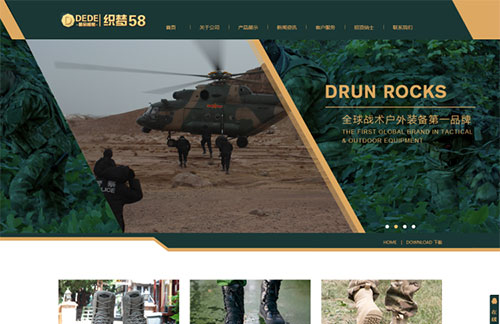 DEDE 织梦58
首页 关于公司 产品展示 新闻资讯 客户服务 招贤纳士 联系我们
DRUN ROCKS
全球战术户外装备第一品牌
THE FIRST GLOBAL BRAND IN TACTICAL
& OUTDOOR EQUIPMENT
LICE
HOME | DOWNLOAD 下载